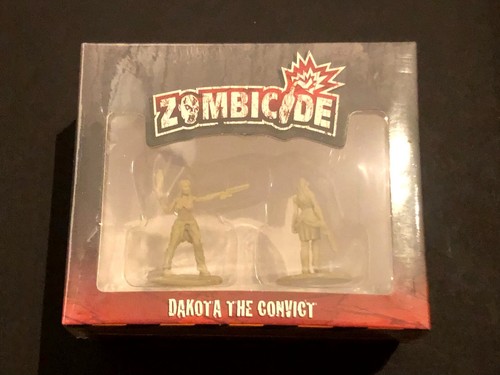 ZOMBICIDE
DAKOTA THE CONVICT